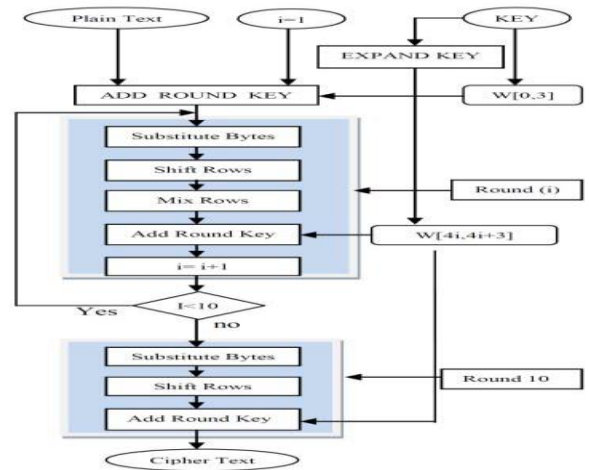 Plain Text
i=1
KEY
EXPAND KEY
ADD ROUND KEY
W[0,3]
Substitute Bytes
Shift Rows
Round (i)
Mix Rows
Add Round Key
W[4i,4i+3]
i= i+1
I<10
Yes
no
Substitute Bytes
Shift Rows
Round 10
Add Round Key
Cipher Text